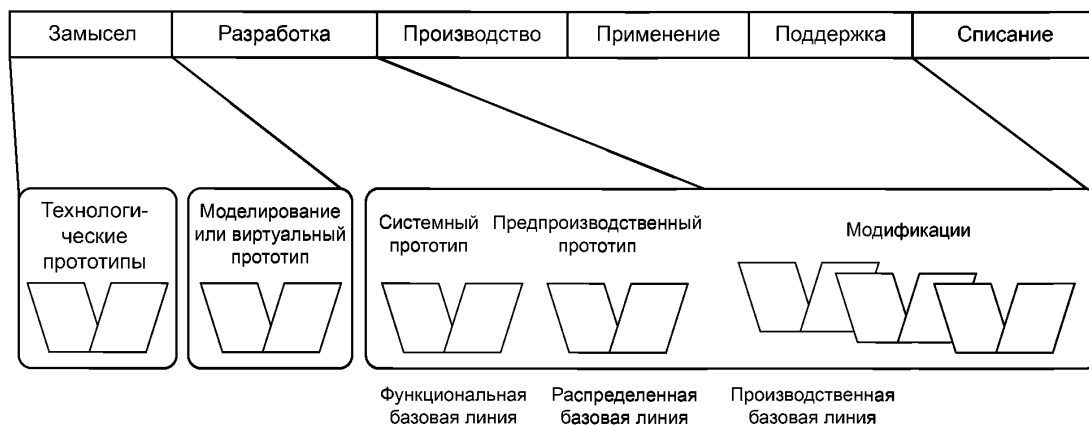 Замысел
Разработка
Производство
Применение
Поддержка
Списание
Технологи-
ческие
прототипы
Моделирование
или виртуальный
прототип
Системный
прототип
Предпроизводственный
прототип
Модификации
Функциональная
базовая линия
Распределенная
базовая линия
Производственная
базовая линия